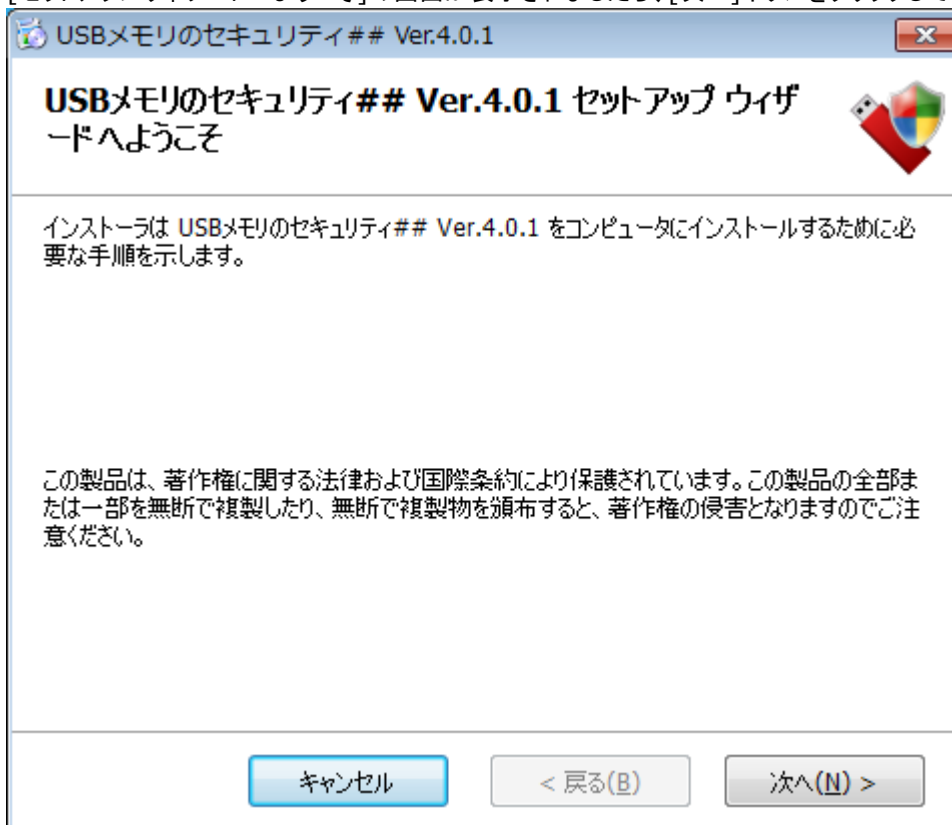 USBメモリのセキュリティ## Ver.4.0.1
USBメモリのセキュリティ## Ver.4.0.1 セットアップ ウィザ
ードへようこそ
インストーラは USBメモリのセキュリティ## Ver.4.0.1 をコンピュータにインストールするために必
要な手順を示します。
この製品は、著作権に関する法律および国際条約により保護されています。この製品の全部ま
たは一部を無断で複製したり、無断で複製物を頒布すると、著作権の侵害となりますのでご注
意ください。
キャンセル
< 戻る(B)
次へ(N) >